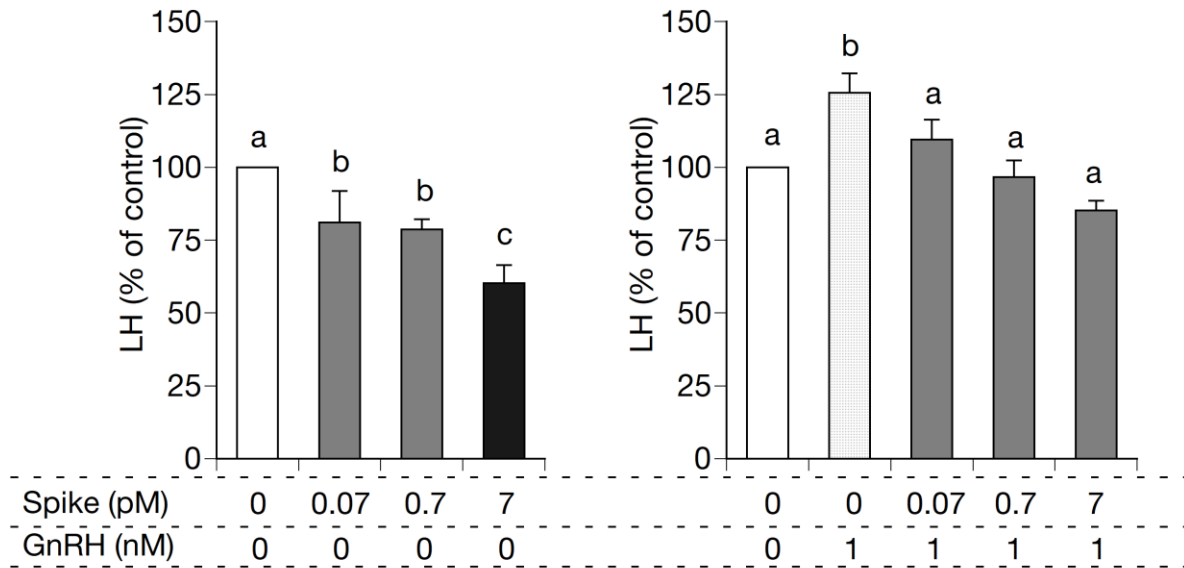 150
125
100
75
50
25
0
LH (% of control)
a
b
b
c
150
125
100
75
50
25
0
LH (% of control)
a
b
a
a
a
Spike (pM) 0 0.07 0.7 7 0 0 0.07 0.7 7
GnRH (nM) 0 0 0 0 0 1 1 1 1